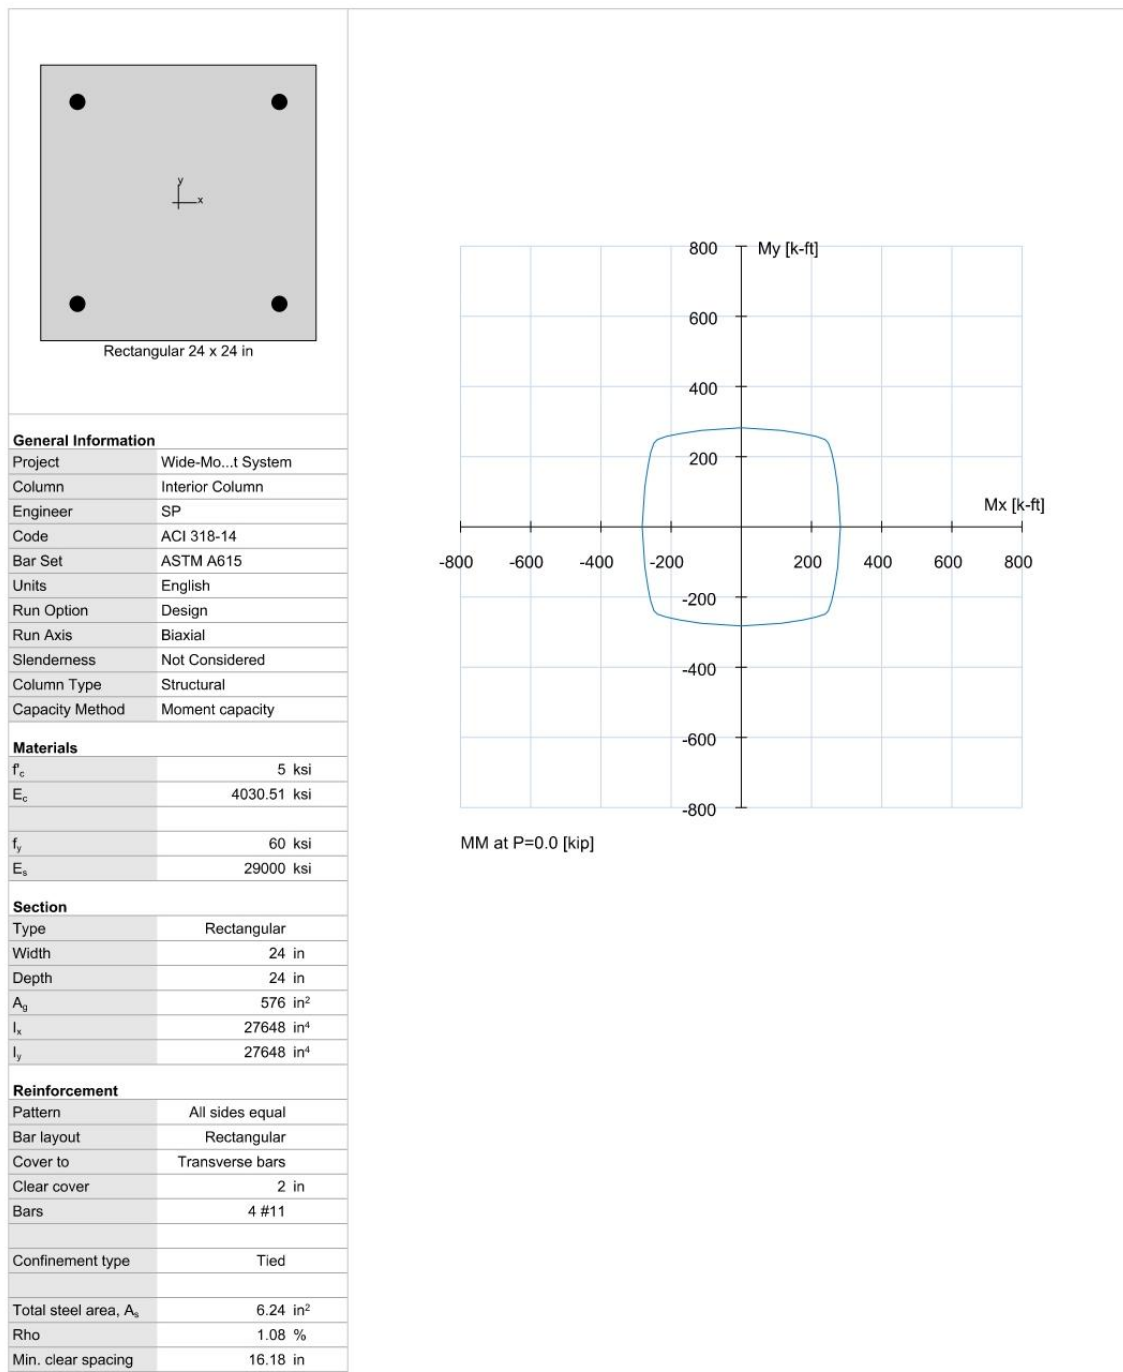 y
x
Rectangular 24 x 24 in
General Information
Project Wide-Mo...t System
Column Interior Column
Engineer SP
Code ACI 318-14
Bar Set ASTM A615
Units English
Run Option Design
Run Axis Biaxial
Slenderness Not Considered
Column Type Structural
Capacity Method Moment capacity
Materials
f'c 5 ksi
Ec 4030.51 ksi
fy 60 ksi
Es 29000 ksi
Section
Type Rectangular
Width 24 in
Depth 24 in
Ag 576 in²
Ix 27648 in⁴
Iy 27648 in⁴
Reinforcement
Pattern All sides equal
Bar layout Rectangular
Cover to Transverse bars
Clear cover 2 in
Bars 4 #11
Confinement type Tied
Total steel area, As 6.24 in²
Rho 1.08 %
Min. clear spacing 16.18 in
800 My [k-ft]
600
400
200
Mx [k-ft]
-800 -600 -400 -200 200 400 600 800
-200
-400
-600
-800
MM at P=0.0 [kip]